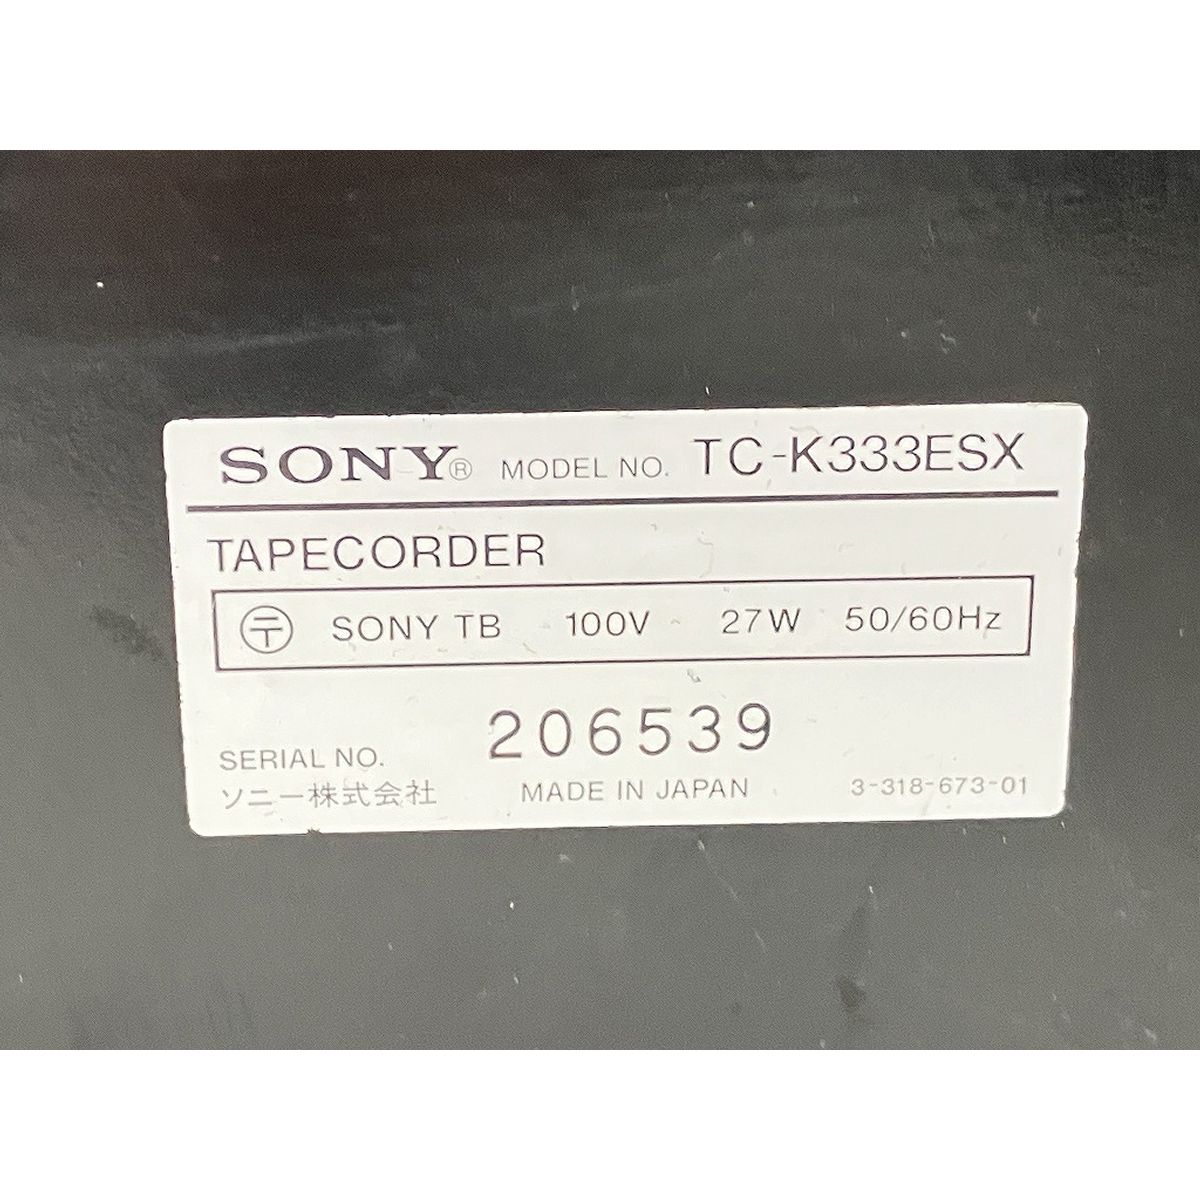 SONY® MODEL NO. TC-K333ESX
TAPECORDER
〶 SONY TB 100V 27W 50/60Hz
SERIAL NO. 206539
ソニー株式会社 MADE IN JAPAN 3-318-673-01